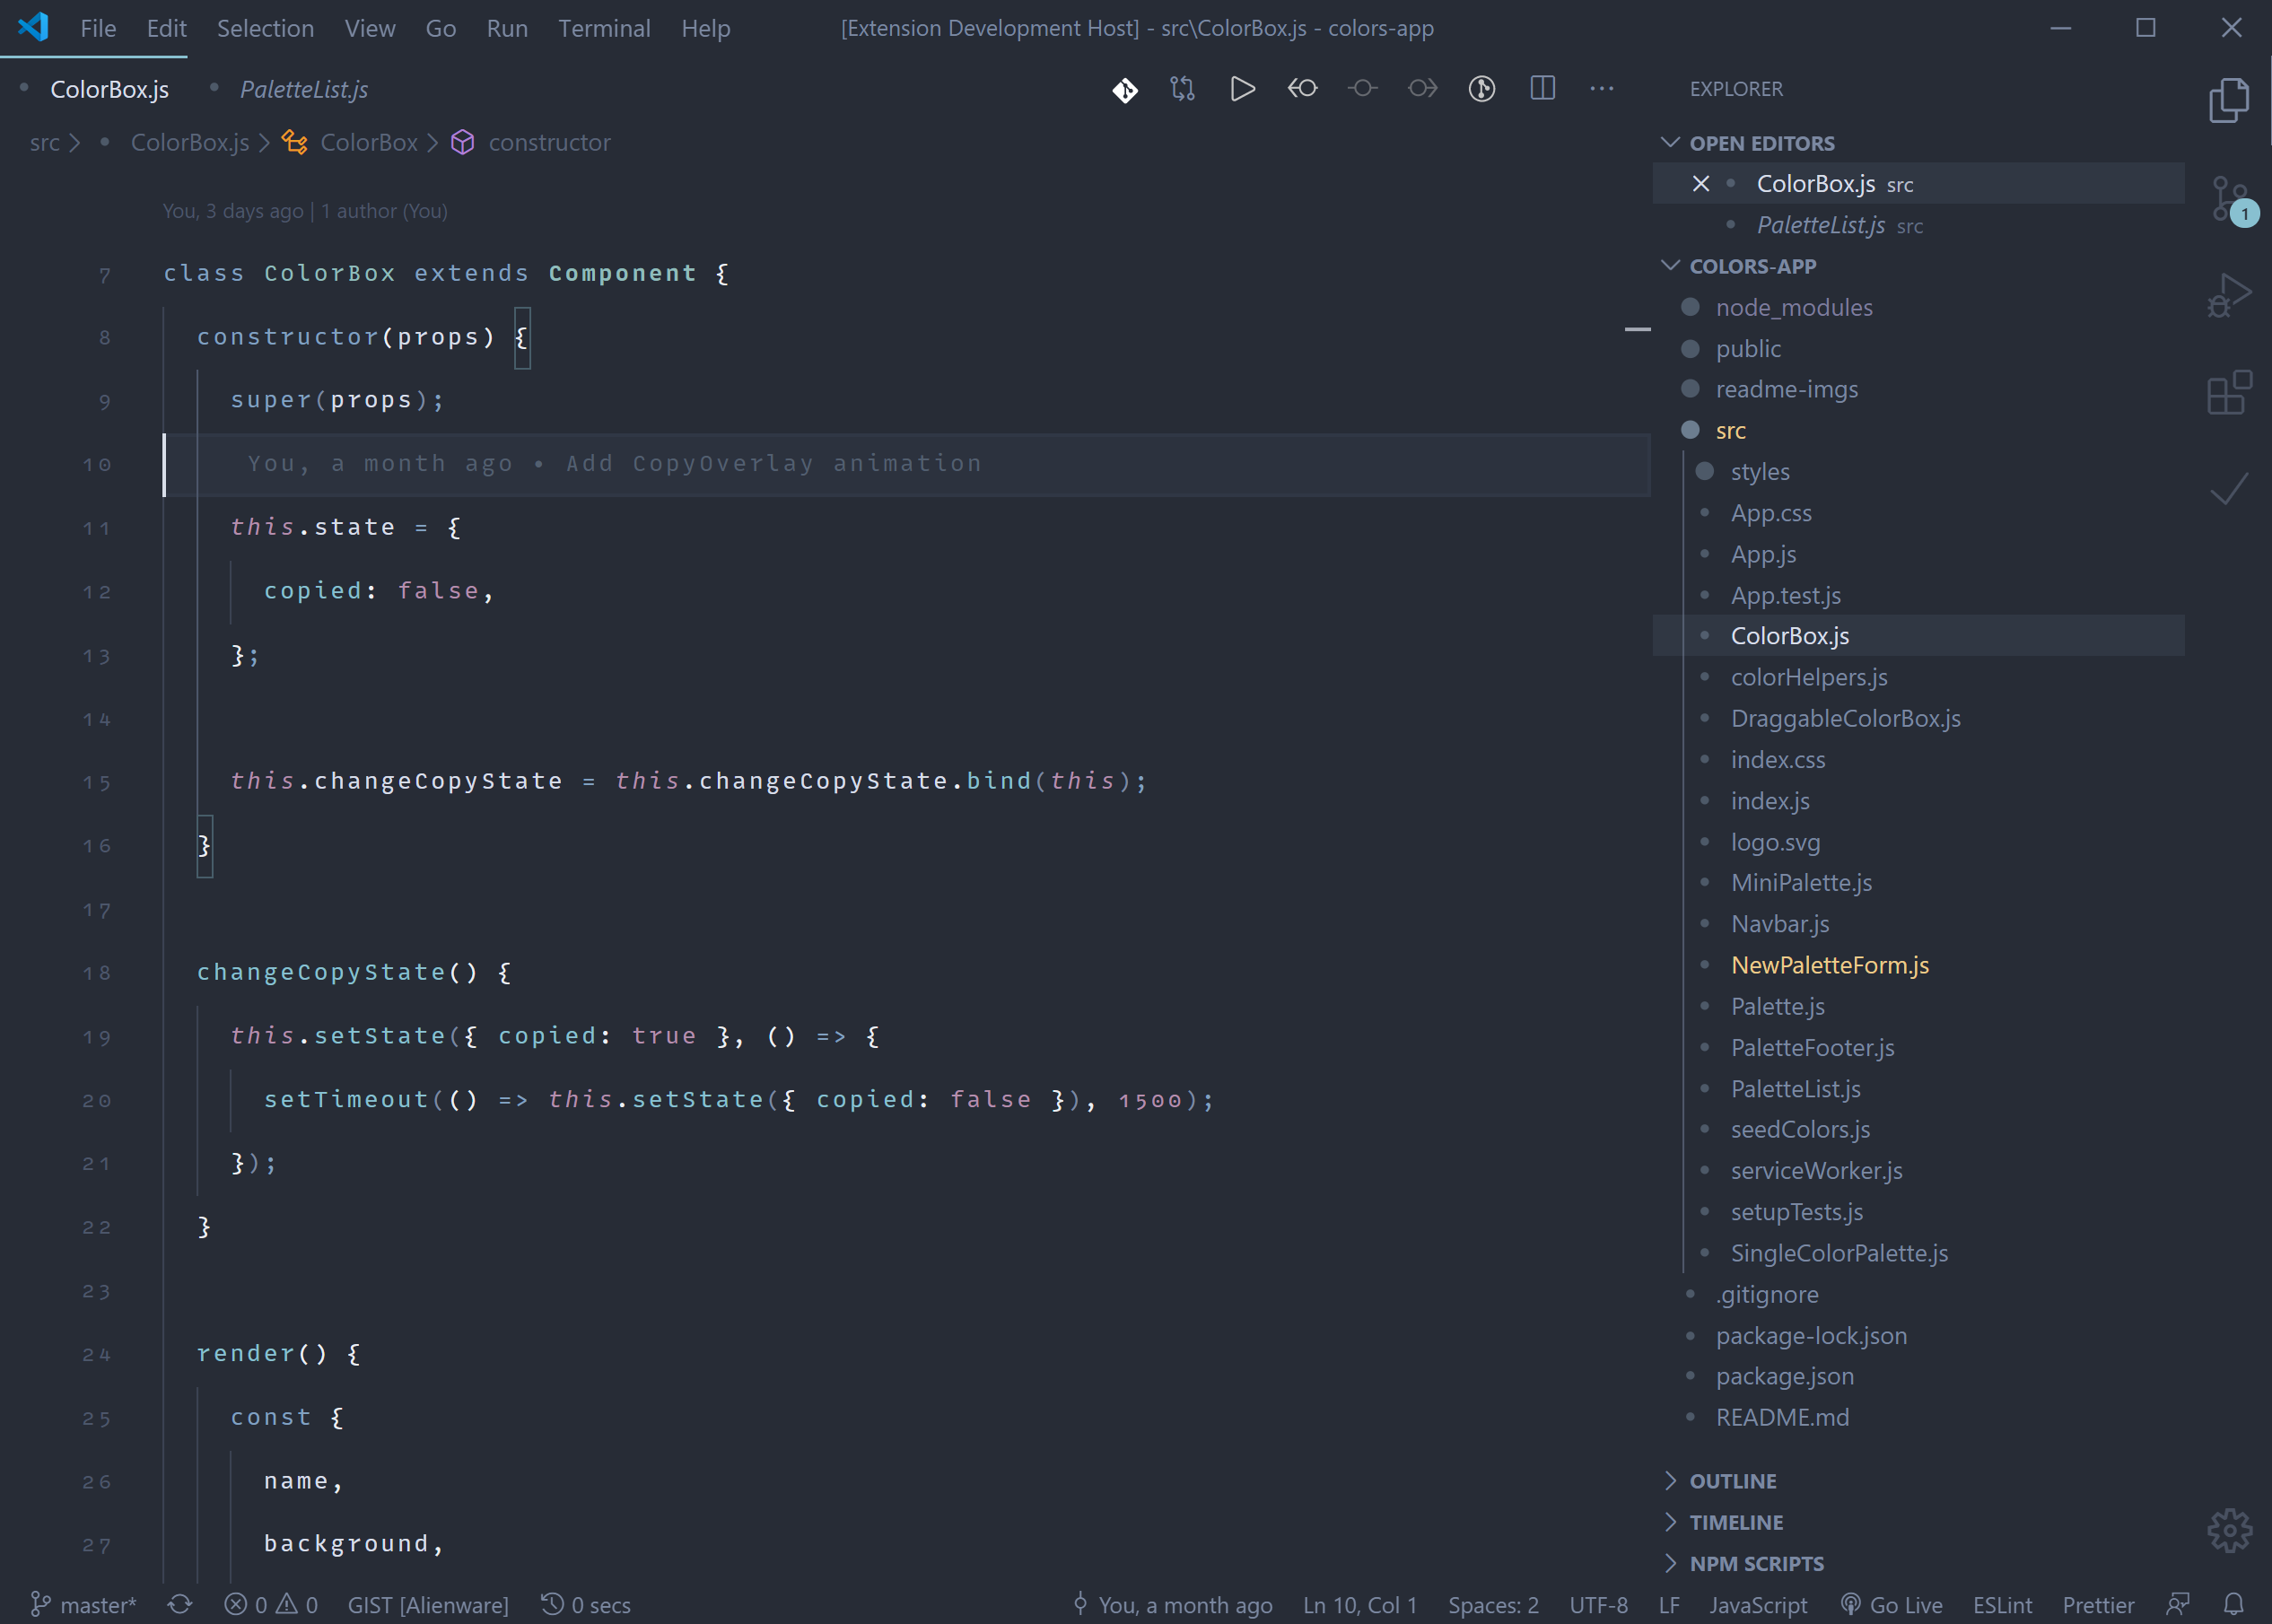 File Edit Selection View Go Run Terminal Help [Extension Development Host] - src\ColorBox.js - colors-app
ColorBox.js PaletteList.js
src > ColorBox.js > ColorBox > constructor
You, 3 days ago | 1 author (You)
7 class ColorBox extends Component {
8 constructor(props) {
9 super(props);
10 You, a month ago • Add CopyOverlay animation
11 this.state = {
12 copied: false,
13 };
14
15 this.changeCopyState = this.changeCopyState.bind(this);
16 }
17
18 changeCopyState() {
19 this.setState({ copied: true }, () => {
20 setTimeout(() => this.setState({ copied: false }), 1500);
21 });
22 }
23
24 render() {
25 const {
26 name,
27 background,
EXPLORER
OPEN EDITORS
ColorBox.js src
PaletteList.js src
COLORS-APP
node_modules
public
readme-imgs
src
styles
App.css
App.js
App.test.js
ColorBox.js
colorHelpers.js
DraggableColorBox.js
index.css
index.js
logo.svg
MiniPalette.js
Navbar.js
NewPaletteForm.js
Palette.js
PaletteFooter.js
PaletteList.js
seedColors.js
serviceWorker.js
setupTests.js
SingleColorPalette.js
.gitignore
package-lock.json
package.json
README.md
OUTLINE
TIMELINE
NPM SCRIPTS
1
master* 0 0 GIST [Alienware] 0 secs You, a month ago Ln 10, Col 1 Spaces: 2 UTF-8 LF JavaScript Go Live ESLint Prettier